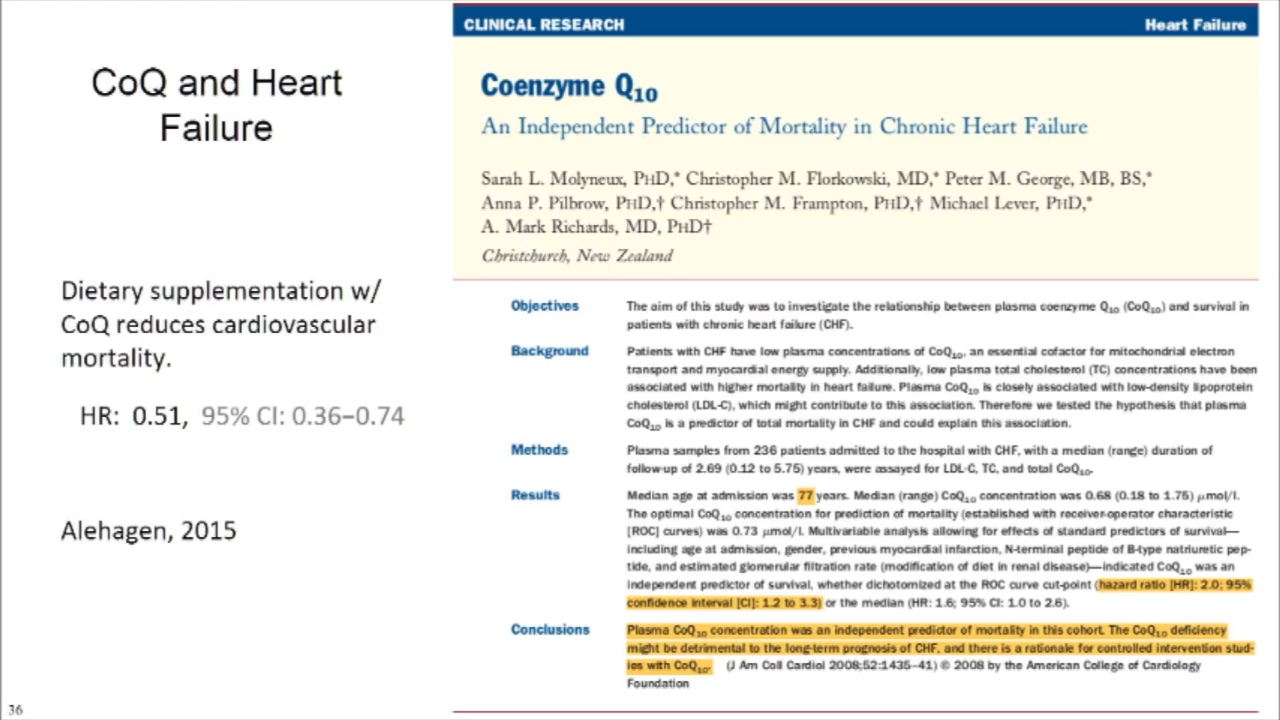 CoQ and Heart
Failure
Dietary supplementation w/
CoQ reduces cardiovascular
mortality.
HR: 0.51, 95% CI: 0.36–0.74
Alehagen, 2015
36
CLINICAL RESEARCH Heart Failure
Coenzyme Q10
An Independent Predictor of Mortality in Chronic Heart Failure
Sarah L. Molyneux, PHD,* Christopher M. Florkowski, MD,* Peter M. George, MB, BS,*
Anna P. Pilbrow, PHD,† Christopher M. Frampton, PHD,† Michael Lever, PHD,*
A. Mark Richards, MD, PHD†
Christchurch, New Zealand
Objectives The aim of this study was to investigate the relationship between plasma coenzyme Q10 (CoQ10) and survival in
patients with chronic heart failure (CHF).
Background Patients with CHF have low plasma concentrations of CoQ10, an essential cofactor for mitochondrial electron
transport and myocardial energy supply. Additionally, low plasma total cholesterol (TC) concentrations have been
associated with higher mortality in heart failure. Plasma CoQ10 is closely associated with low-density lipoprotein
cholesterol (LDL-C), which might contribute to this association. Therefore we tested the hypothesis that plasma
CoQ10 is a predictor of total mortality in CHF and could explain this association.
Methods Plasma samples from 236 patients admitted to the hospital with CHF, with a median (range) duration of
follow-up of 2.69 (0.12 to 5.75) years, were assayed for LDL-C, TC, and total CoQ10.
Results Median age at admission was 77 years. Median (range) CoQ10 concentration was 0.68 (0.18 to 1.75) μmol/l.
The optimal CoQ10 concentration for prediction of mortality (established with receiver-operator characteristic
[ROC] curves) was 0.73 μmol/l. Multivariable analysis allowing for effects of standard predictors of survival—
including age at admission, gender, previous myocardial infarction, N-terminal peptide of B-type natriuretic pep-
tide, and estimated glomerular filtration rate (modification of diet in renal disease)—indicated CoQ10 was an
independent predictor of survival, whether dichotomized at the ROC curve cut-point (hazard ratio [HR]: 2.0; 95%
confidence interval [CI]: 1.2 to 3.3) or the median (HR: 1.6; 95% CI: 1.0 to 2.6).
Conclusions Plasma CoQ10 concentration was an independent predictor of mortality in this cohort. The CoQ10 deficiency
might be detrimental to the long-term prognosis of CHF, and there is a rationale for controlled intervention stud-
ies with CoQ10. (J Am Coll Cardiol 2008;52:1435–41) © 2008 by the American College of Cardiology
Foundation